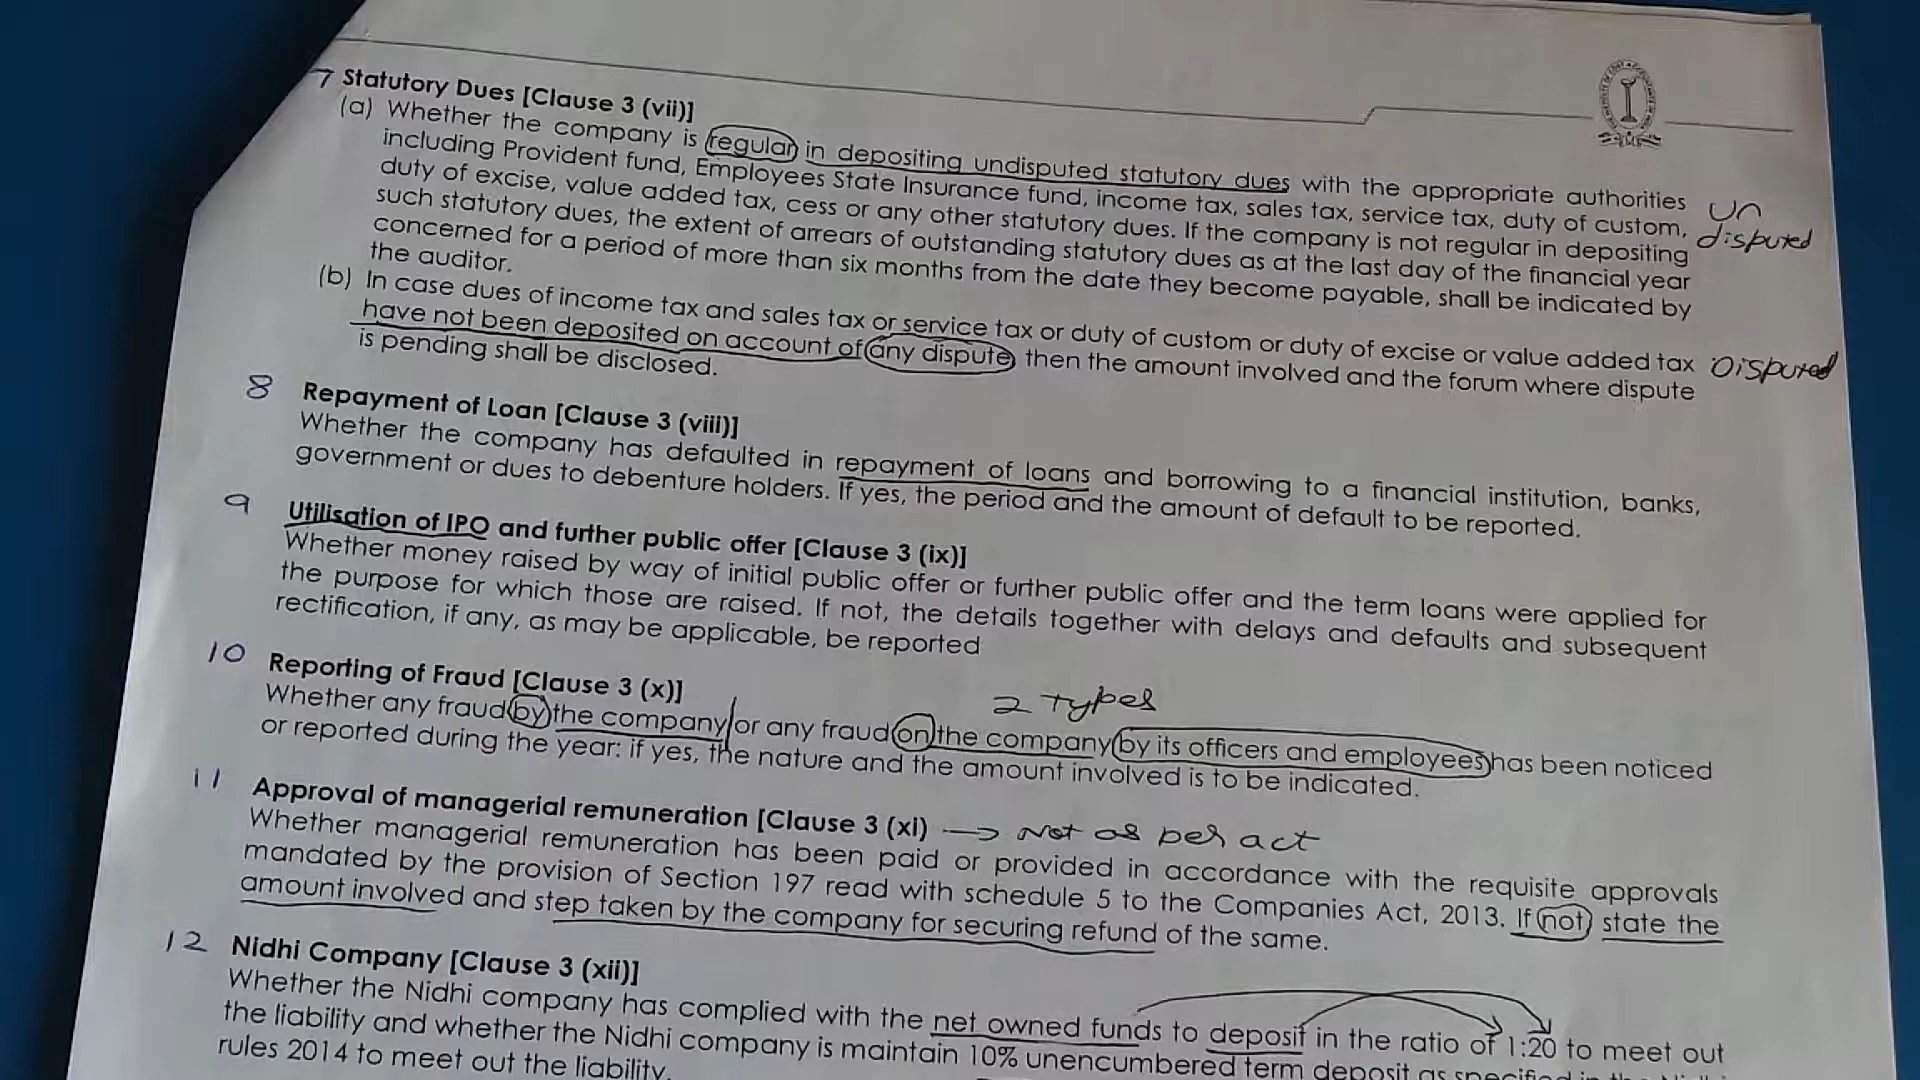 7 Statutory Dues [Clause 3 (vii)]
(a) Whether the company is regular in depositing undisputed statutory dues with the appropriate authorities
including Provident fund, Employees State Insurance fund, income tax, sales tax, service tax, duty of custom,
duty of excise, value added tax, cess or any other statutory dues. If the company is not regular in depositing
such statutory dues, the extent of arrears of outstanding statutory dues as at the last day of the financial year
concerned for a period of more than six months from the date they become payable, shall be indicated by
the auditor.
Un
disputed
(b) In case dues of income tax and sales tax or service tax or duty of custom or duty of excise or value added tax
have not been deposited on account of any dispute then the amount involved and the forum where dispute
is pending shall be disclosed.
Disputed
8 Repayment of Loan [Clause 3 (viii)]
Whether the company has defaulted in repayment of loans and borrowing to a financial institution, banks,
government or dues to debenture holders. If yes, the period and the amount of default to be reported.
9 Utilisation of IPO and further public offer [Clause 3 (ix)]
Whether money raised by way of initial public offer or further public offer and the term loans were applied for
the purpose for which those are raised. If not, the details together with delays and defaults and subsequent
rectification, if any, as may be applicable, be reported
10 Reporting of Fraud [Clause 3 (x)]
2 types
Whether any fraud by the company or any fraud on the company by its officers and employees has been noticed
or reported during the year: if yes, the nature and the amount involved is to be indicated.
11 Approval of managerial remuneration [Clause 3 (xi) → Not as per act
Whether managerial remuneration has been paid or provided in accordance with the requisite approvals
mandated by the provision of Section 197 read with schedule 5 to the Companies Act, 2013. If not state the
amount involved and step taken by the company for securing refund of the same.
12 Nidhi Company [Clause 3 (xii)]
Whether the Nidhi company has complied with the net owned funds to deposit in the ratio of 1:20 to meet out
the liability and whether the Nidhi company is maintain 10% unencumbered term deposit as specified in the
rules 2014 to meet out the liability.